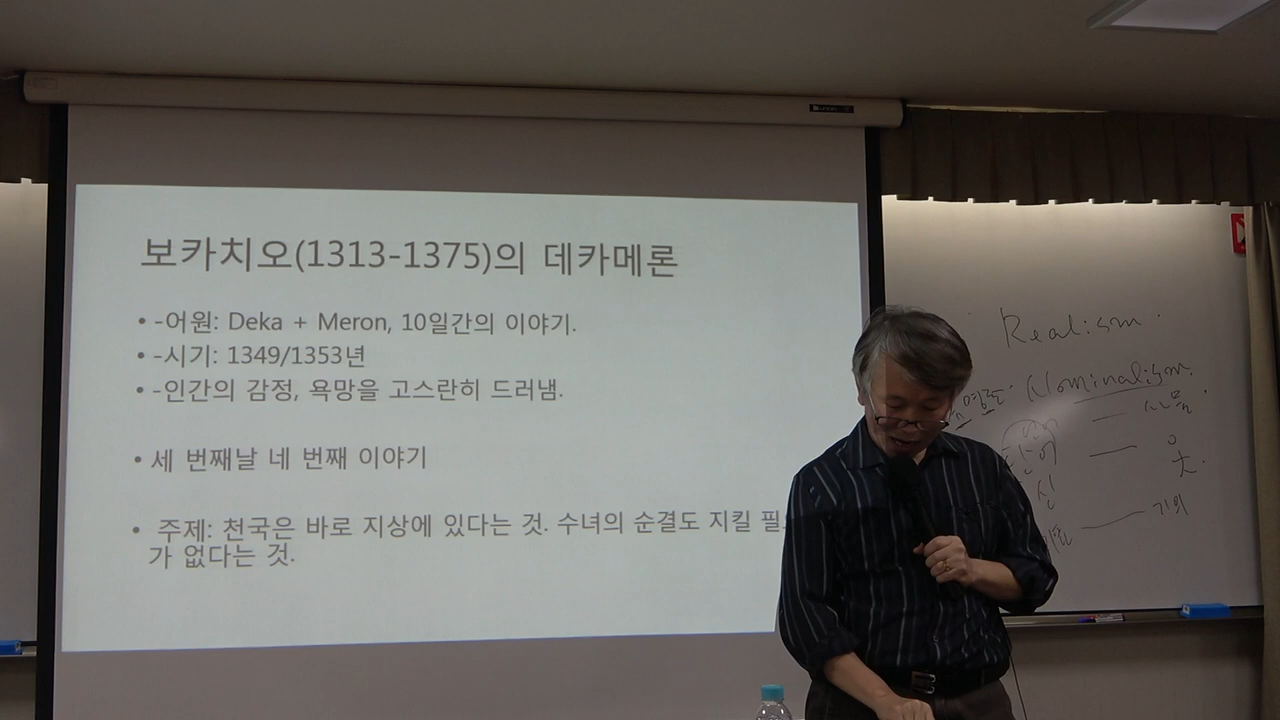 보카치오(1313-1375)의 데카메론
• -어원: Deka + Meron, 10일간의 이야기.
• -시기: 1349/1353년
• -인간의 감정, 욕망을 고스란히 드러냄.
• 세 번째날 네 번째 이야기
• 주제: 천국은 바로 지상에 있다는 것. 수녀의 순결도 지킬
가 없다는 것.
Realism.
Nominalism.
단어
신
옷.
기의